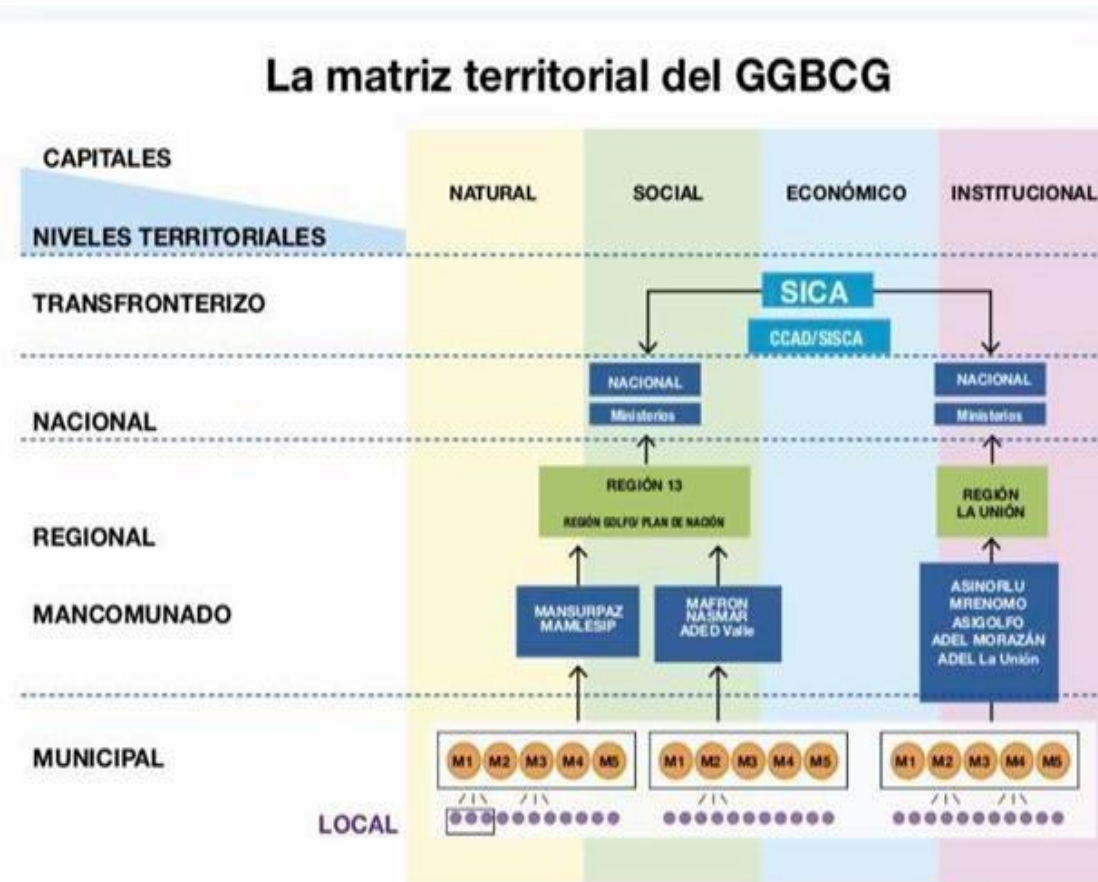 La matriz territorial del GGBCG
CAPITALES
NATURAL
SOCIAL
ECONÓMICO
INSTITUCIONAL
NIVELES TERRITORIALES
TRANSFRONTERIZO
SICA
CCAD/SISCA
NACIONAL
NACIONAL
Ministerios
NACIONAL
Ministerios
REGIONAL
REGIÓN 13
REGIÓN GOLFO/ PLAN DE NACIÓN
REGIÓN
LA UNIÓN
MANCOMUNADO
MANSURPAZ
MAMLESIP
MAFRON
NASMAR
ADED Valle
ASINORLU
MRENOMO
ASIGOLFO
ADEL MORAZÁN
ADEL La Unión
MUNICIPAL
M1 M2 M3 M4 M5
M1 M2 M3 M4 M5
M1 M2 M3 M4 M5
LOCAL